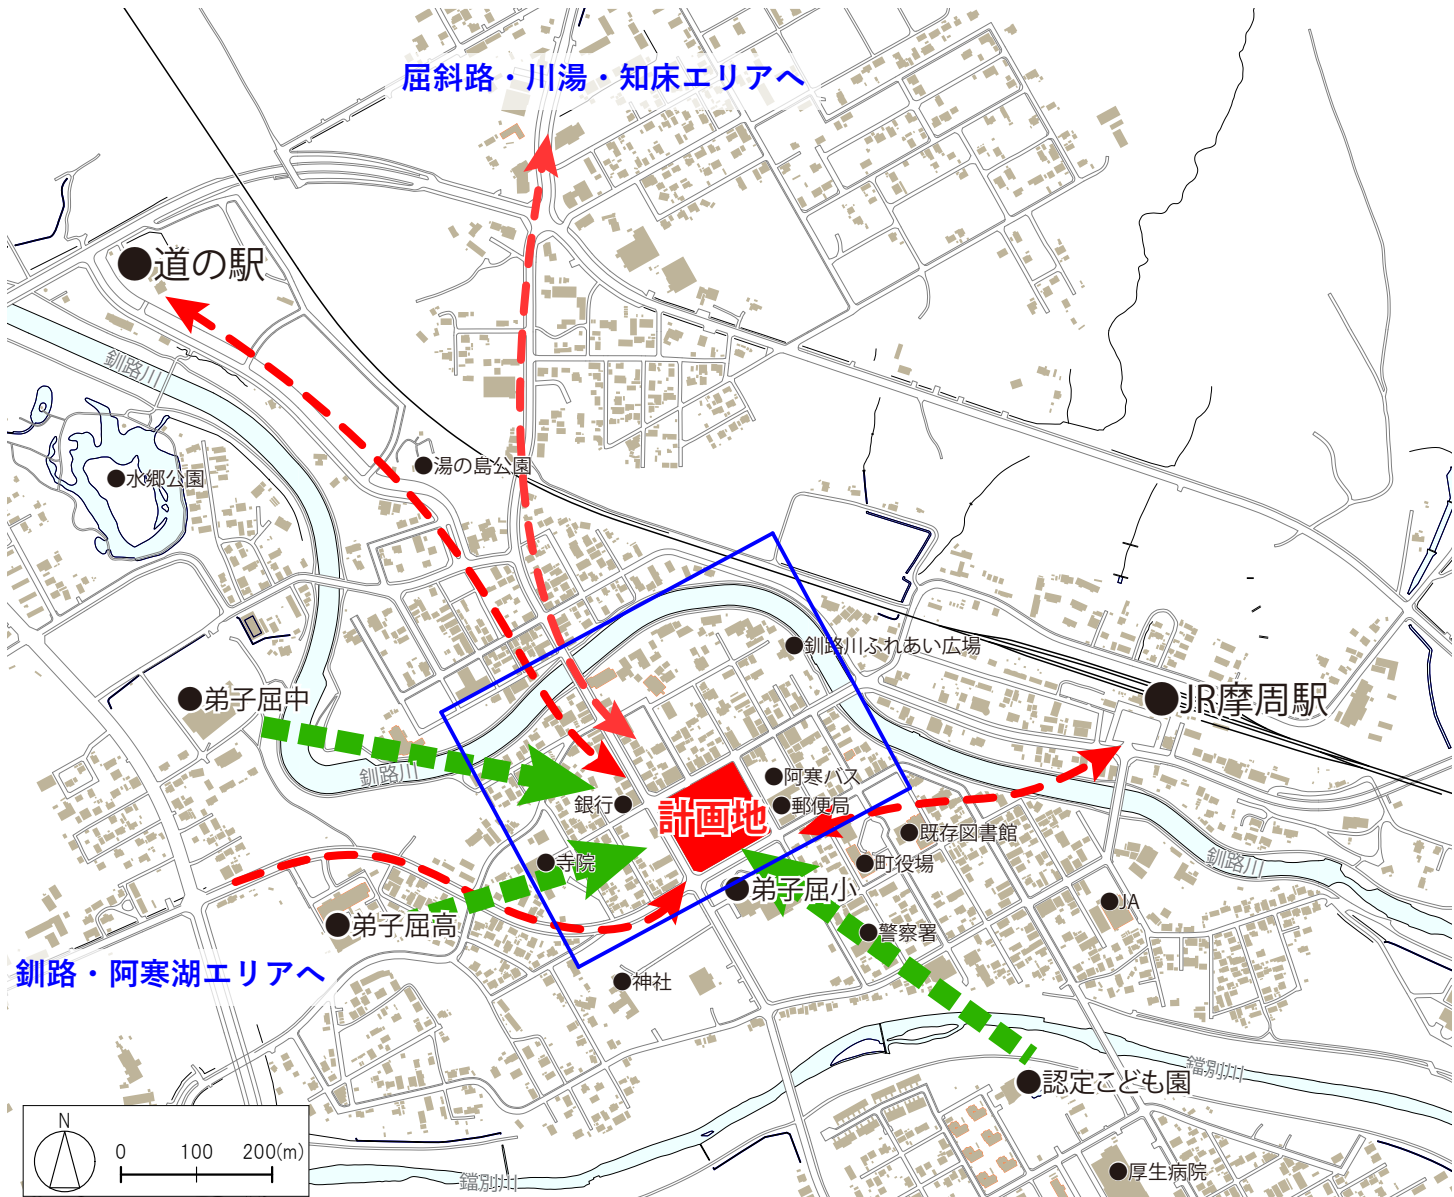 屈斜路・川湯・知床エリアへ
道の駅
釧路川
水郷公園
湯の島公園
釧路川ふれあい広場
弟子屈中
JR摩周駅
釧路川
阿寒バス
銀行
郵便局
計画地
既存図書館
寺院
町役場
釧路川
弟子屈小
JA
弟子屈高
警察署
釧路・阿寒湖エリアへ
神社
鐺別川
認定こども園
N
0 100 200(m)
厚生病院
鐺別川